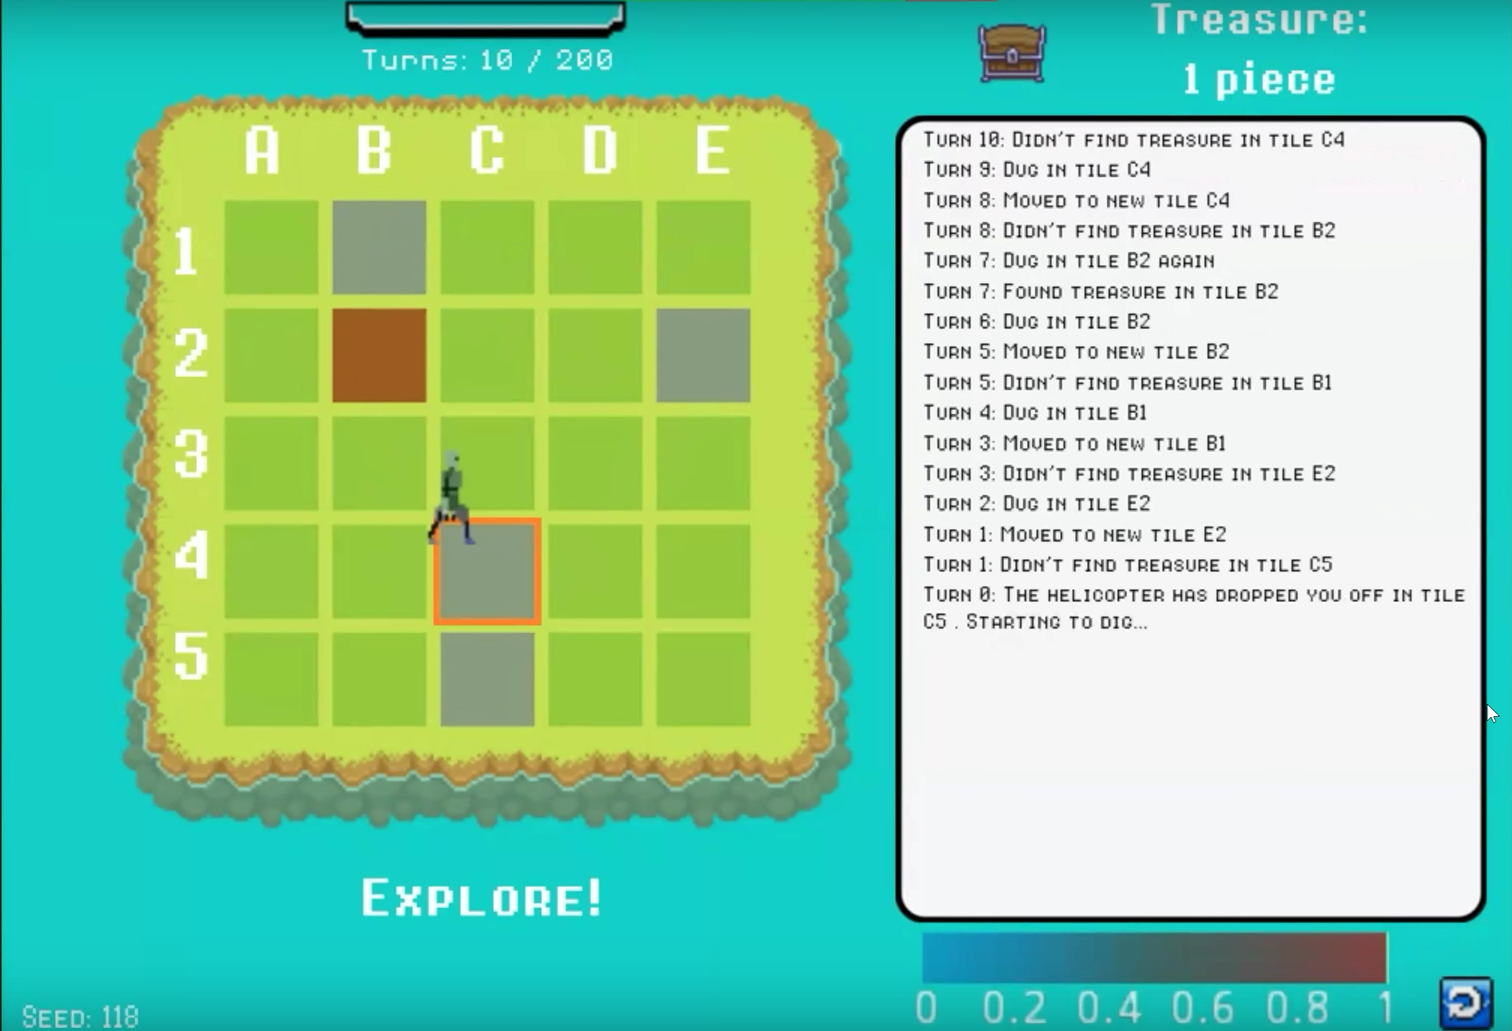 Turns: 10 / 200
Treasure:
1 piece
A B C D E
1
2
3
4
5
Turn 10: Didn't find treasure in tile C4
Turn 9: Dug in tile C4
Turn 8: Moved to new tile C4
Turn 8: Didn't find treasure in tile B2
Turn 7: Dug in tile B2 again
Turn 7: Found treasure in tile B2
Turn 6: Dug in tile B2
Turn 5: Moved to new tile B2
Turn 5: Didn't find treasure in tile B1
Turn 4: Dug in tile B1
Turn 3: Moved to new tile B1
Turn 3: Didn't find treasure in tile E2
Turn 2: Dug in tile E2
Turn 1: Moved to new tile E2
Turn 1: Didn't find treasure in tile C5
Turn 0: The helicopter has dropped you off in tile
C5 . Starting to dig...
Explore!
0 0.2 0.4 0.6 0.8 1
Seed: 118